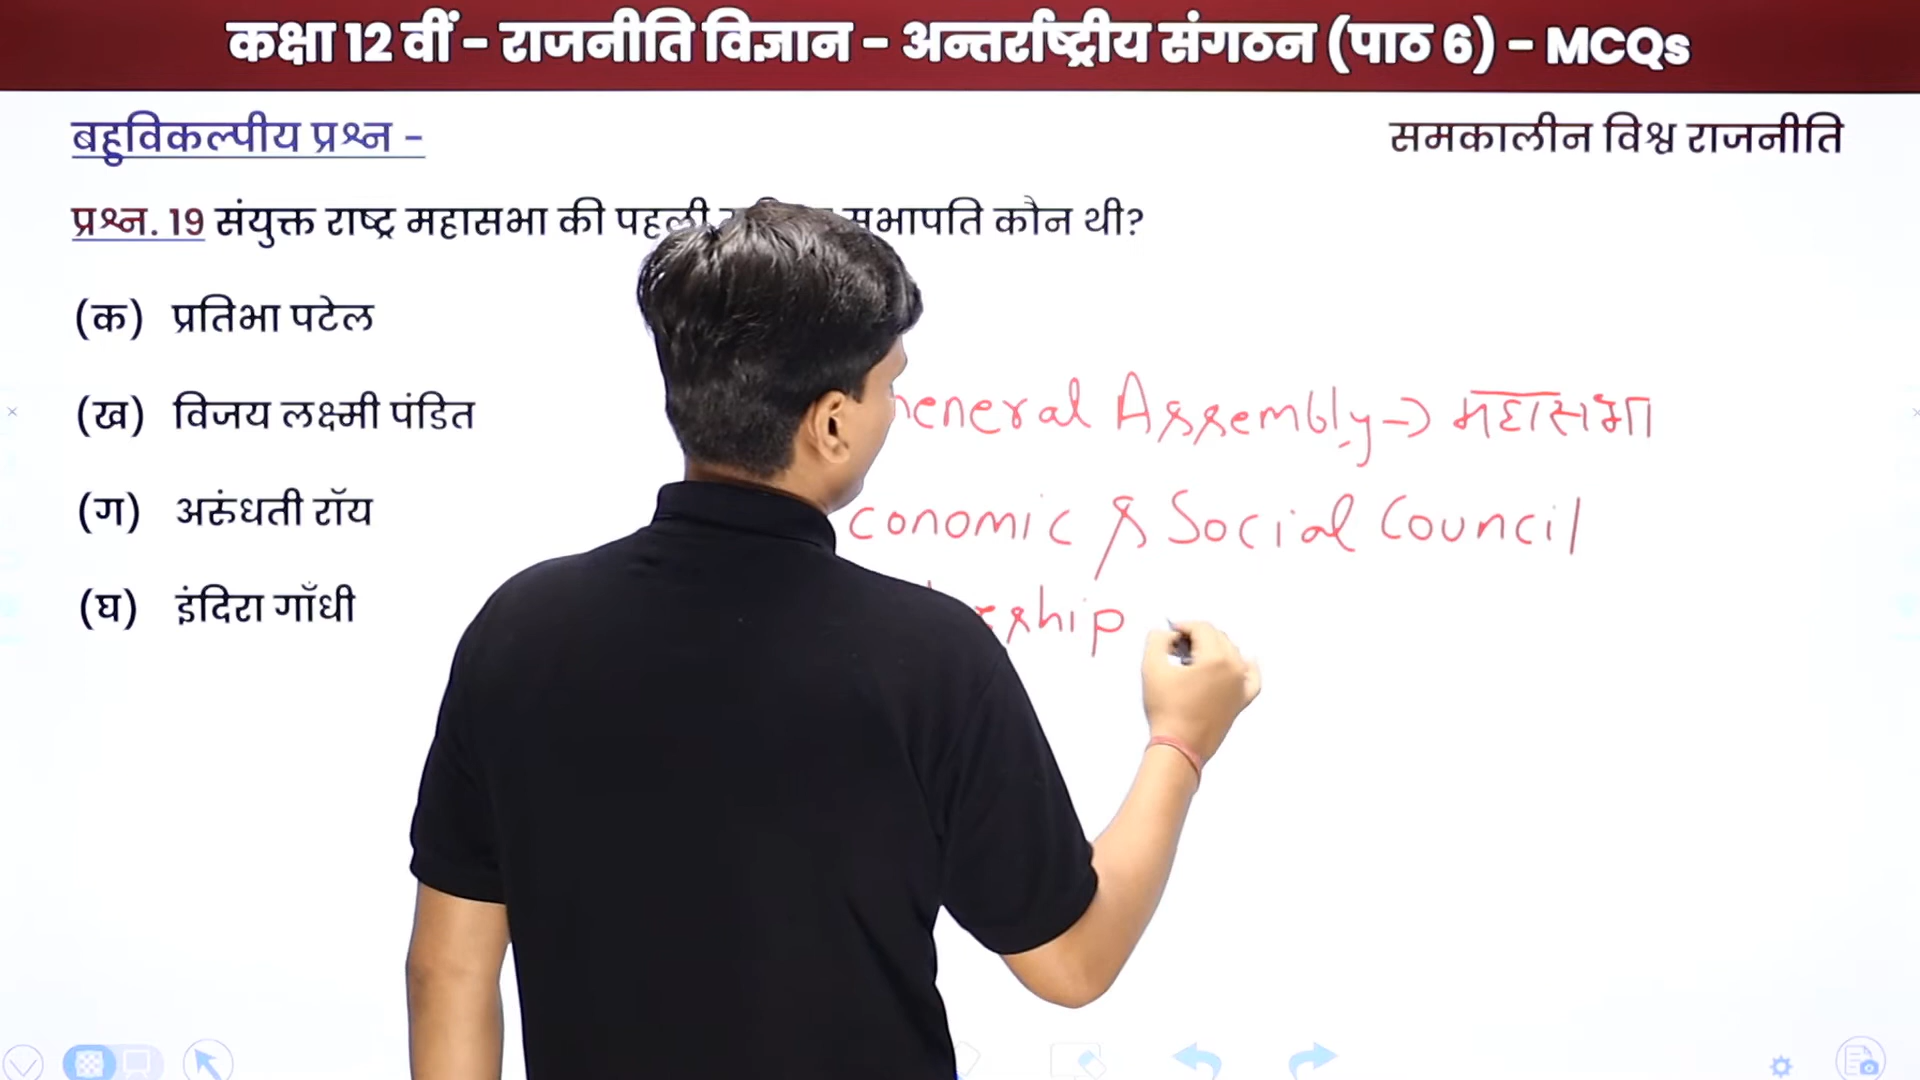 कक्षा 12 वीं - राजनीति विज्ञान - अन्तर्राष्ट्रीय संगठन (पाठ 6) - MCQs
बहुविकल्पीय प्रश्न -
समकालीन विश्व राजनीति
प्रश्न. 19 संयुक्त राष्ट्र महासभा की पहली सभापति कौन थी?
(क) प्रतिभा पटेल
(ख) विजय लक्ष्मी पंडित
(ग) अरुंधती रॉय
(घ) इंदिरा गाँधी
eneral Assembly → महासभा
conomic & Social Council
ship